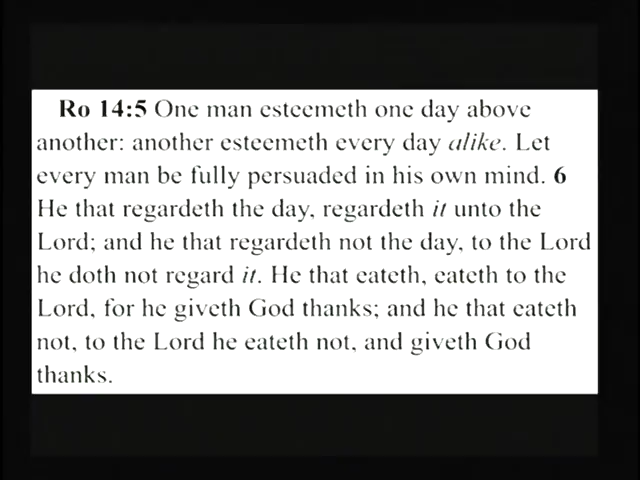 Ro 14:5 One man esteemeth one day above
another: another esteemeth every day alike. Let
every man be fully persuaded in his own mind. 6
He that regardeth the day, regardeth it unto the
Lord; and he that regardeth not the day, to the Lord
he doth not regard it. He that eateth, eateth to the
Lord, for he giveth God thanks; and he that eateth
not, to the Lord he eateth not, and giveth God
thanks.